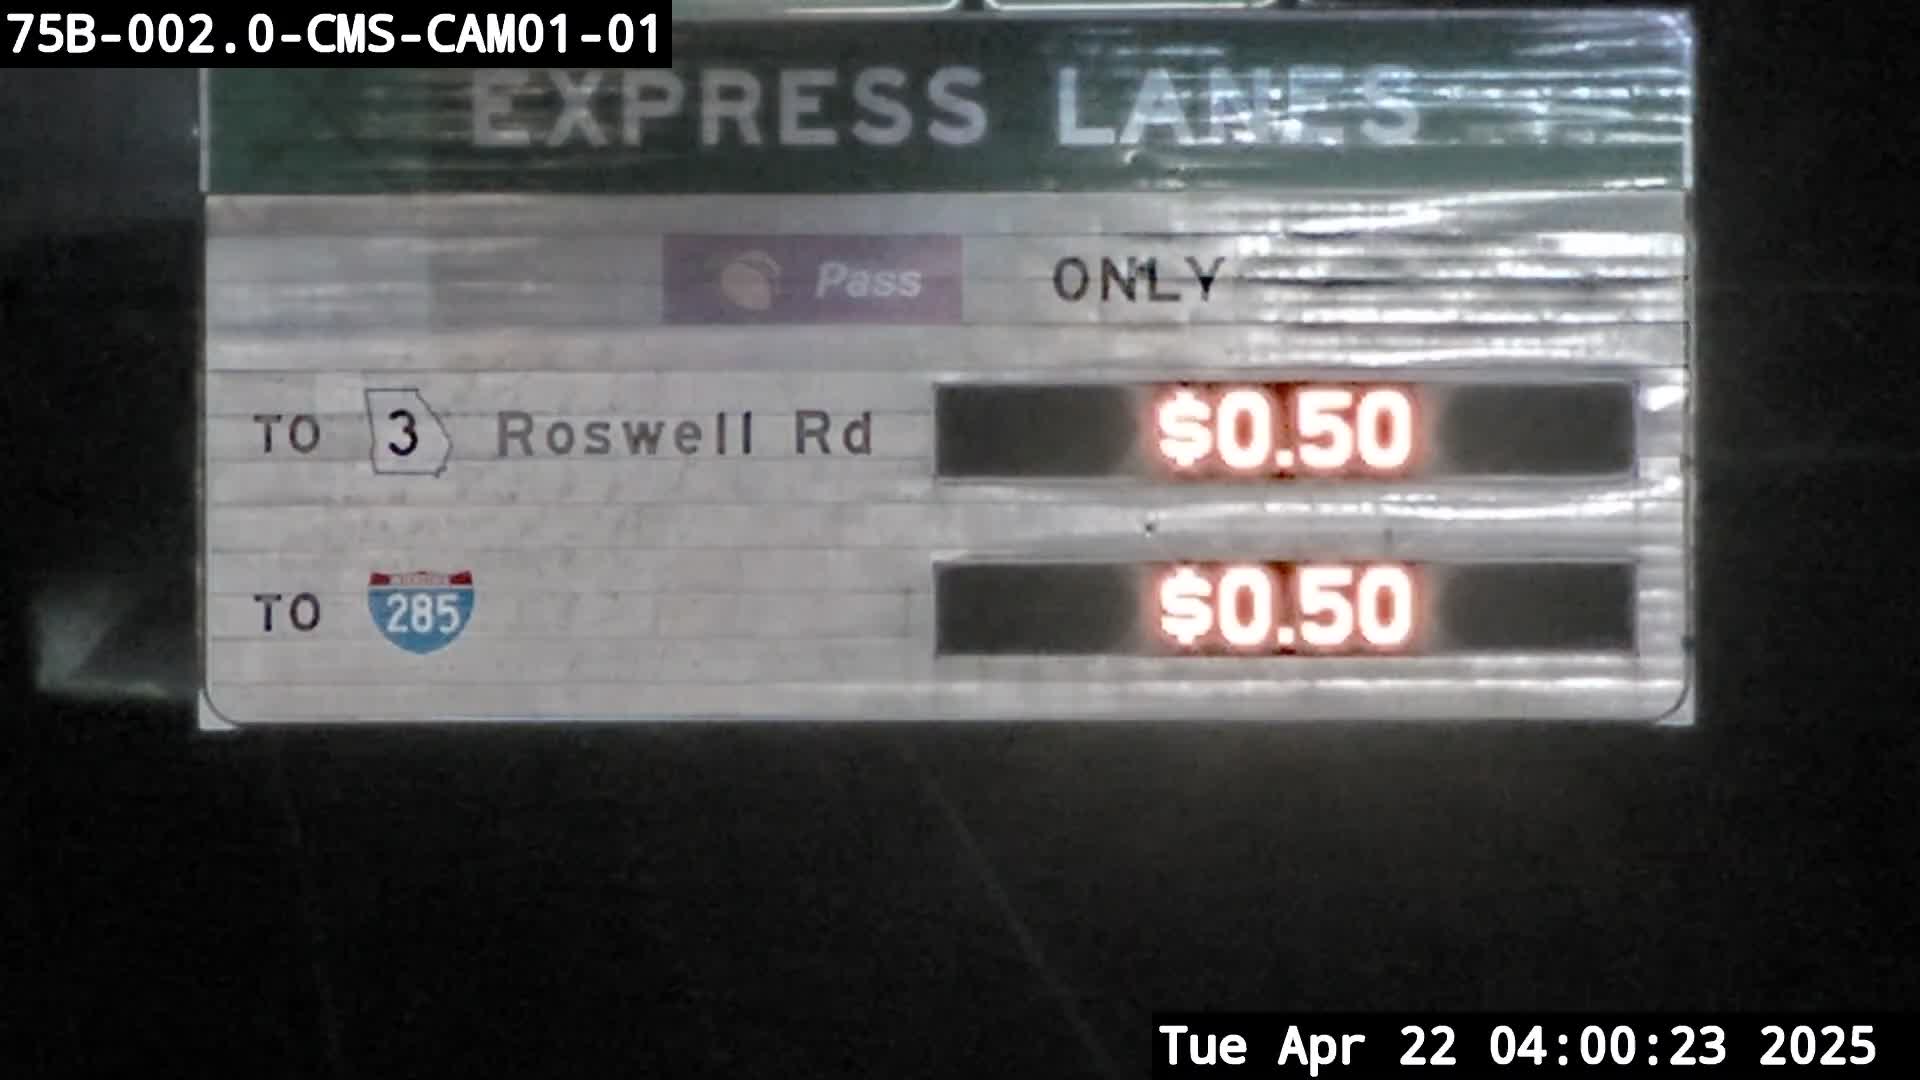 75B-002.0-CMS-CAM01-01
EXPRESS LANES
Pass ONLY
TO 3 Roswell Rd $0.50
TO 285 $0.50
Tue Apr 22 04:00:23 2025